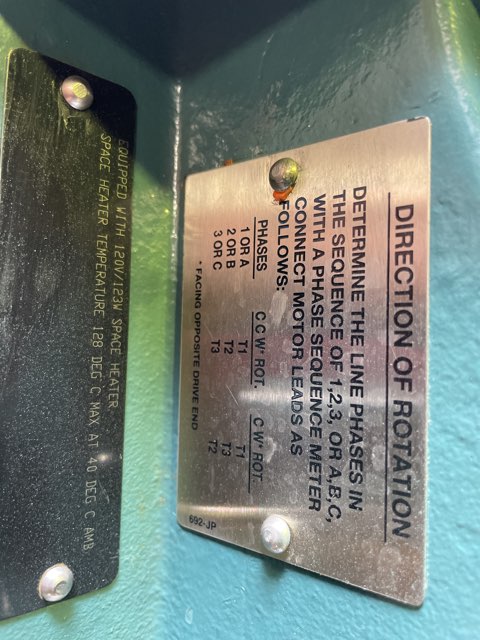 DIRECTION OF ROTATION
DETERMINE THE LINE PHASES IN
THE SEQUENCE OF 1,2,3, OR A,B,C,
WITH A PHASE SEQUENCE METER
CONNECT MOTOR LEADS AS
FOLLOWS:
PHASES C.C W* ROT. C W* ROT.
1 OR A T1 T1
2 OR B T2 T3
3 OR C T3 T2
* FACING OPPOSITE DRIVE END
692-JP
EQUIPPED WITH 120V/123W SPACE HEATER
SPACE HEATER TEMPERATURE 128 DEG C MAX AT 40 DEG C AMB